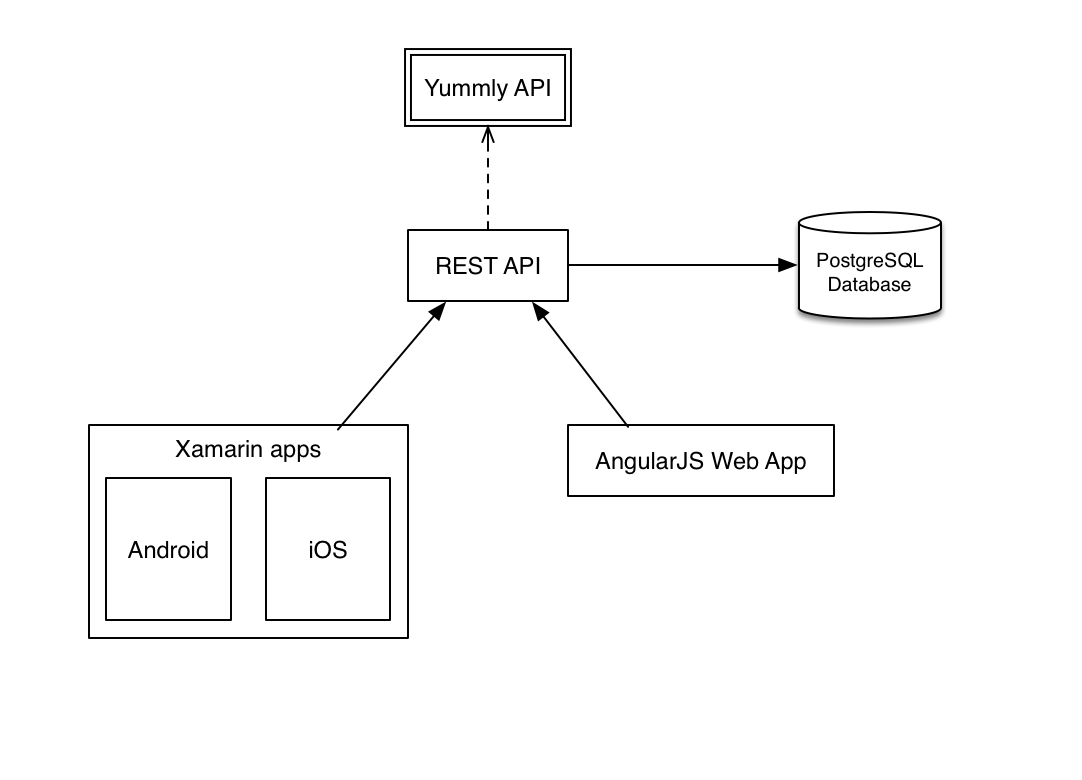 Yummly API
REST API
PostgreSQL
Database
Xamarin apps
AngularJS Web App
Android
iOS